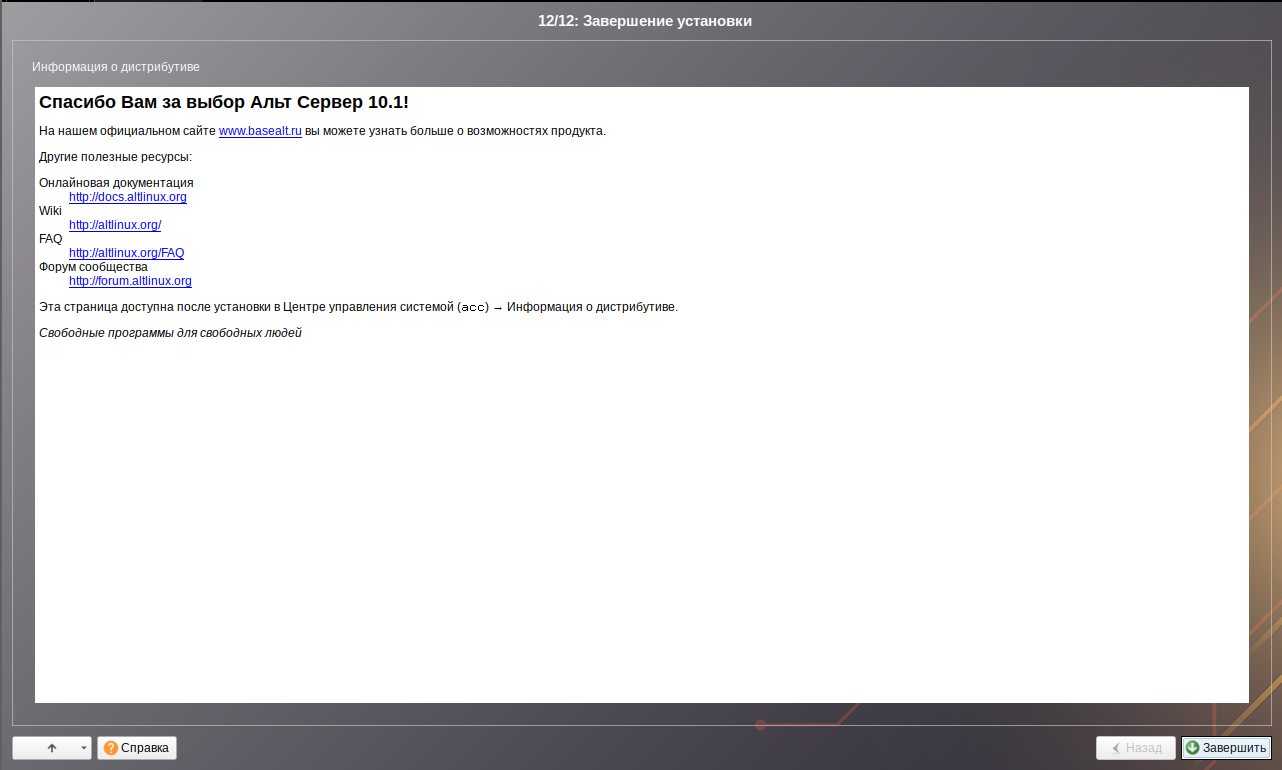 12/12: Завершение установки
Информация о дистрибутиве
Спасибо Вам за выбор Альт Сервер 10.1!
На нашем официальном сайте www.basealt.ru вы можете узнать больше о возможностях продукта.
Другие полезные ресурсы:
Онлайновая документация
http://docs.altlinux.org
Wiki
http://altlinux.org/
FAQ
http://altlinux.org/FAQ
Форум сообщества
http://forum.altlinux.org
Эта страница доступна после установки в Центре управления системой (acc) → Информация о дистрибутиве.
Свободные программы для свободных людей
Справка
Назад
Завершить